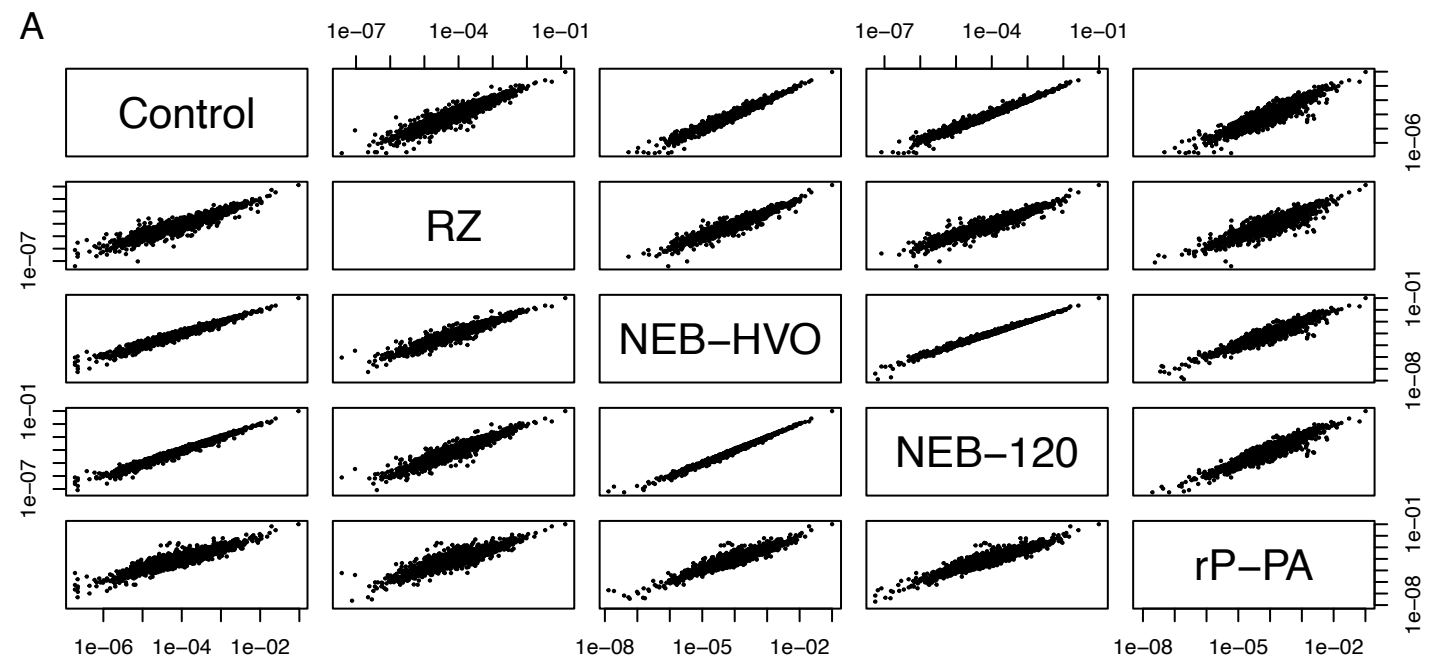 A
1e−07 1e−04 1e−01 1e−07 1e−04 1e−01
Control
1e−06
RZ
1e−07
NEB−HVO
1e−01
1e−08
NEB−120
1e−01
1e−07
rP−PA
1e−01
1e−08
1e−06 1e−04 1e−02 1e−08 1e−05 1e−02 1e−08 1e−05 1e−02